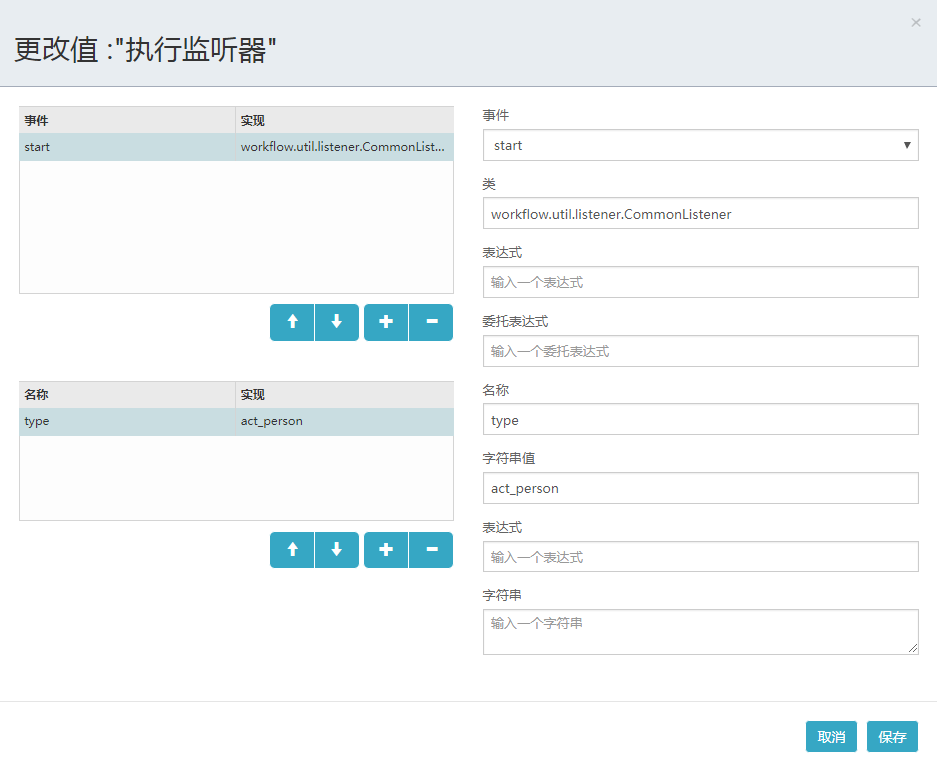 ×
更改值 :"执行监听器"
事件 实现
start workflow.util.listener.CommonList...
名称 实现
type act_person
事件
start
类
workflow.util.listener.CommonListener
表达式
输入一个表达式
委托表达式
输入一个委托表达式
名称
type
字符串值
act_person
表达式
输入一个表达式
字符串
输入一个字符串
取消 保存